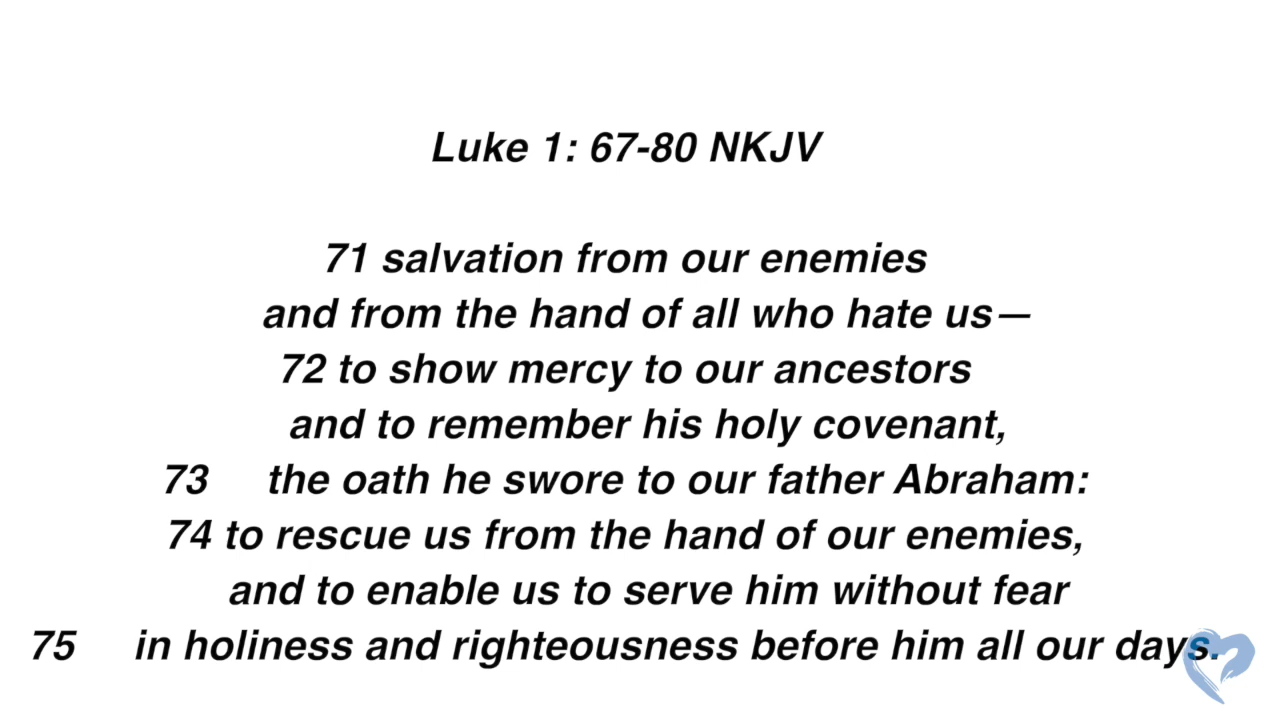 Luke 1: 67-80 NKJV
71 salvation from our enemies
and from the hand of all who hate us—
72 to show mercy to our ancestors
and to remember his holy covenant,
73 the oath he swore to our father Abraham:
74 to rescue us from the hand of our enemies,
and to enable us to serve him without fear
75 in holiness and righteousness before him all our days.